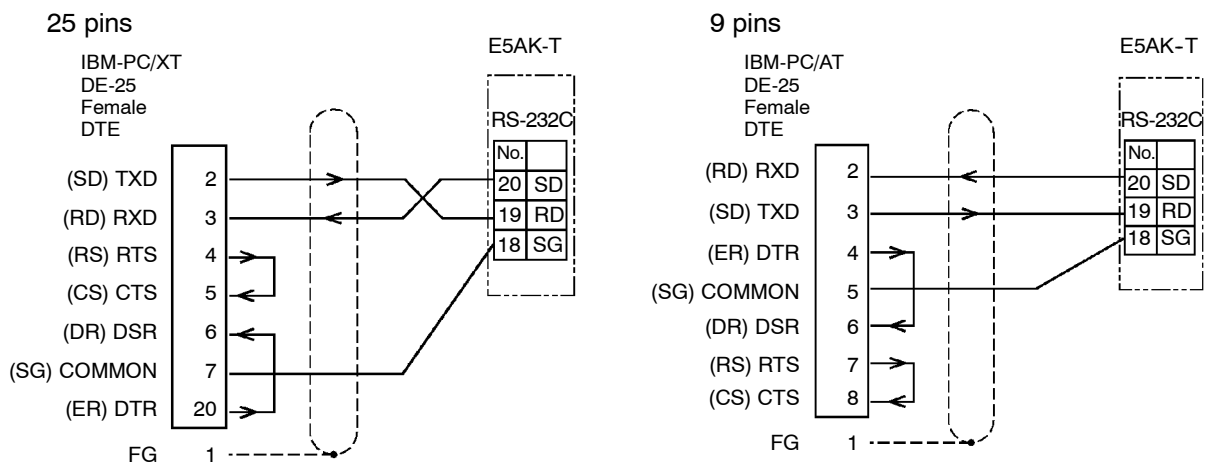 25 pins
IBM-PC/XT
DE-25
Female
DTE
E5AK-T
RS-232C
No.
(SD) TXD 2
20 SD
(RD) RXD 3
19 RD
(RS) RTS 4
18 SG
(CS) CTS 5
(DR) DSR 6
(SG) COMMON 7
(ER) DTR 20
FG 1
9 pins
IBM-PC/AT
DE-25
Female
DTE
E5AK-T
RS-232C
No.
(RD) RXD 2
20 SD
(SD) TXD 3
19 RD
(ER) DTR 4
18 SG
(SG) COMMON 5
(DR) DSR 6
(RS) RTS 7
(CS) CTS 8
FG 1